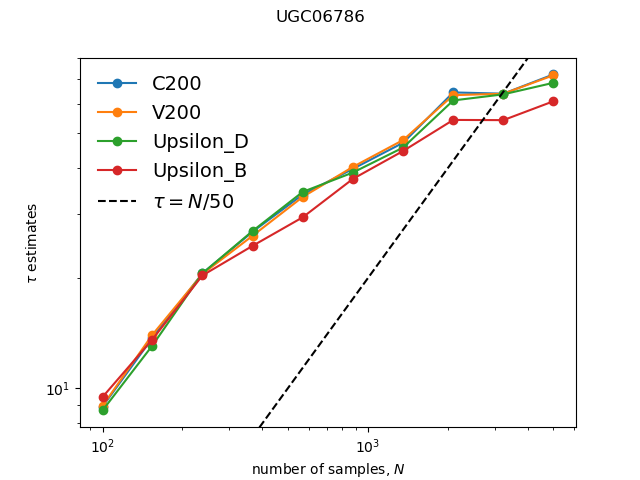 UGC06786
C200
V200
Upsilon_D
Upsilon_B
τ = N/50
τ estimates
10¹
10² 10³
number of samples, N